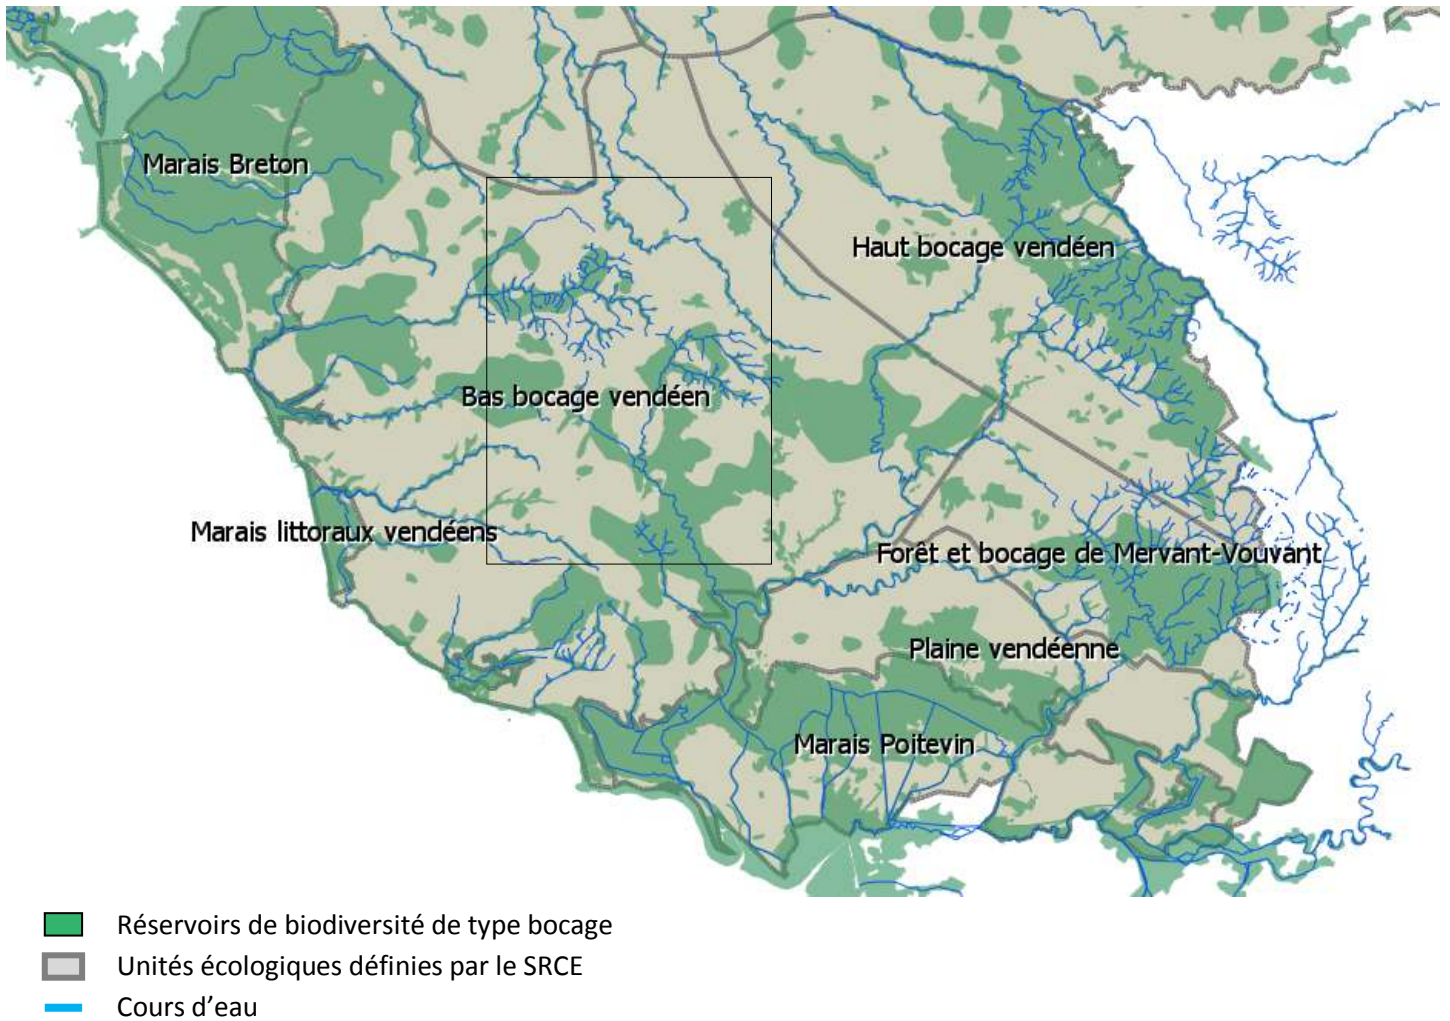 Marais Breton
Haut bocage vendéen
Bas bocage vendéen
Marais littoraux vendéens
Forêt et bocage de Mervant-Vouvant
Plaine vendéenne
Marais Poitevin
Réservoirs de biodiversité de type bocage
Unités écologiques définies par le SRCE
Cours d’eau